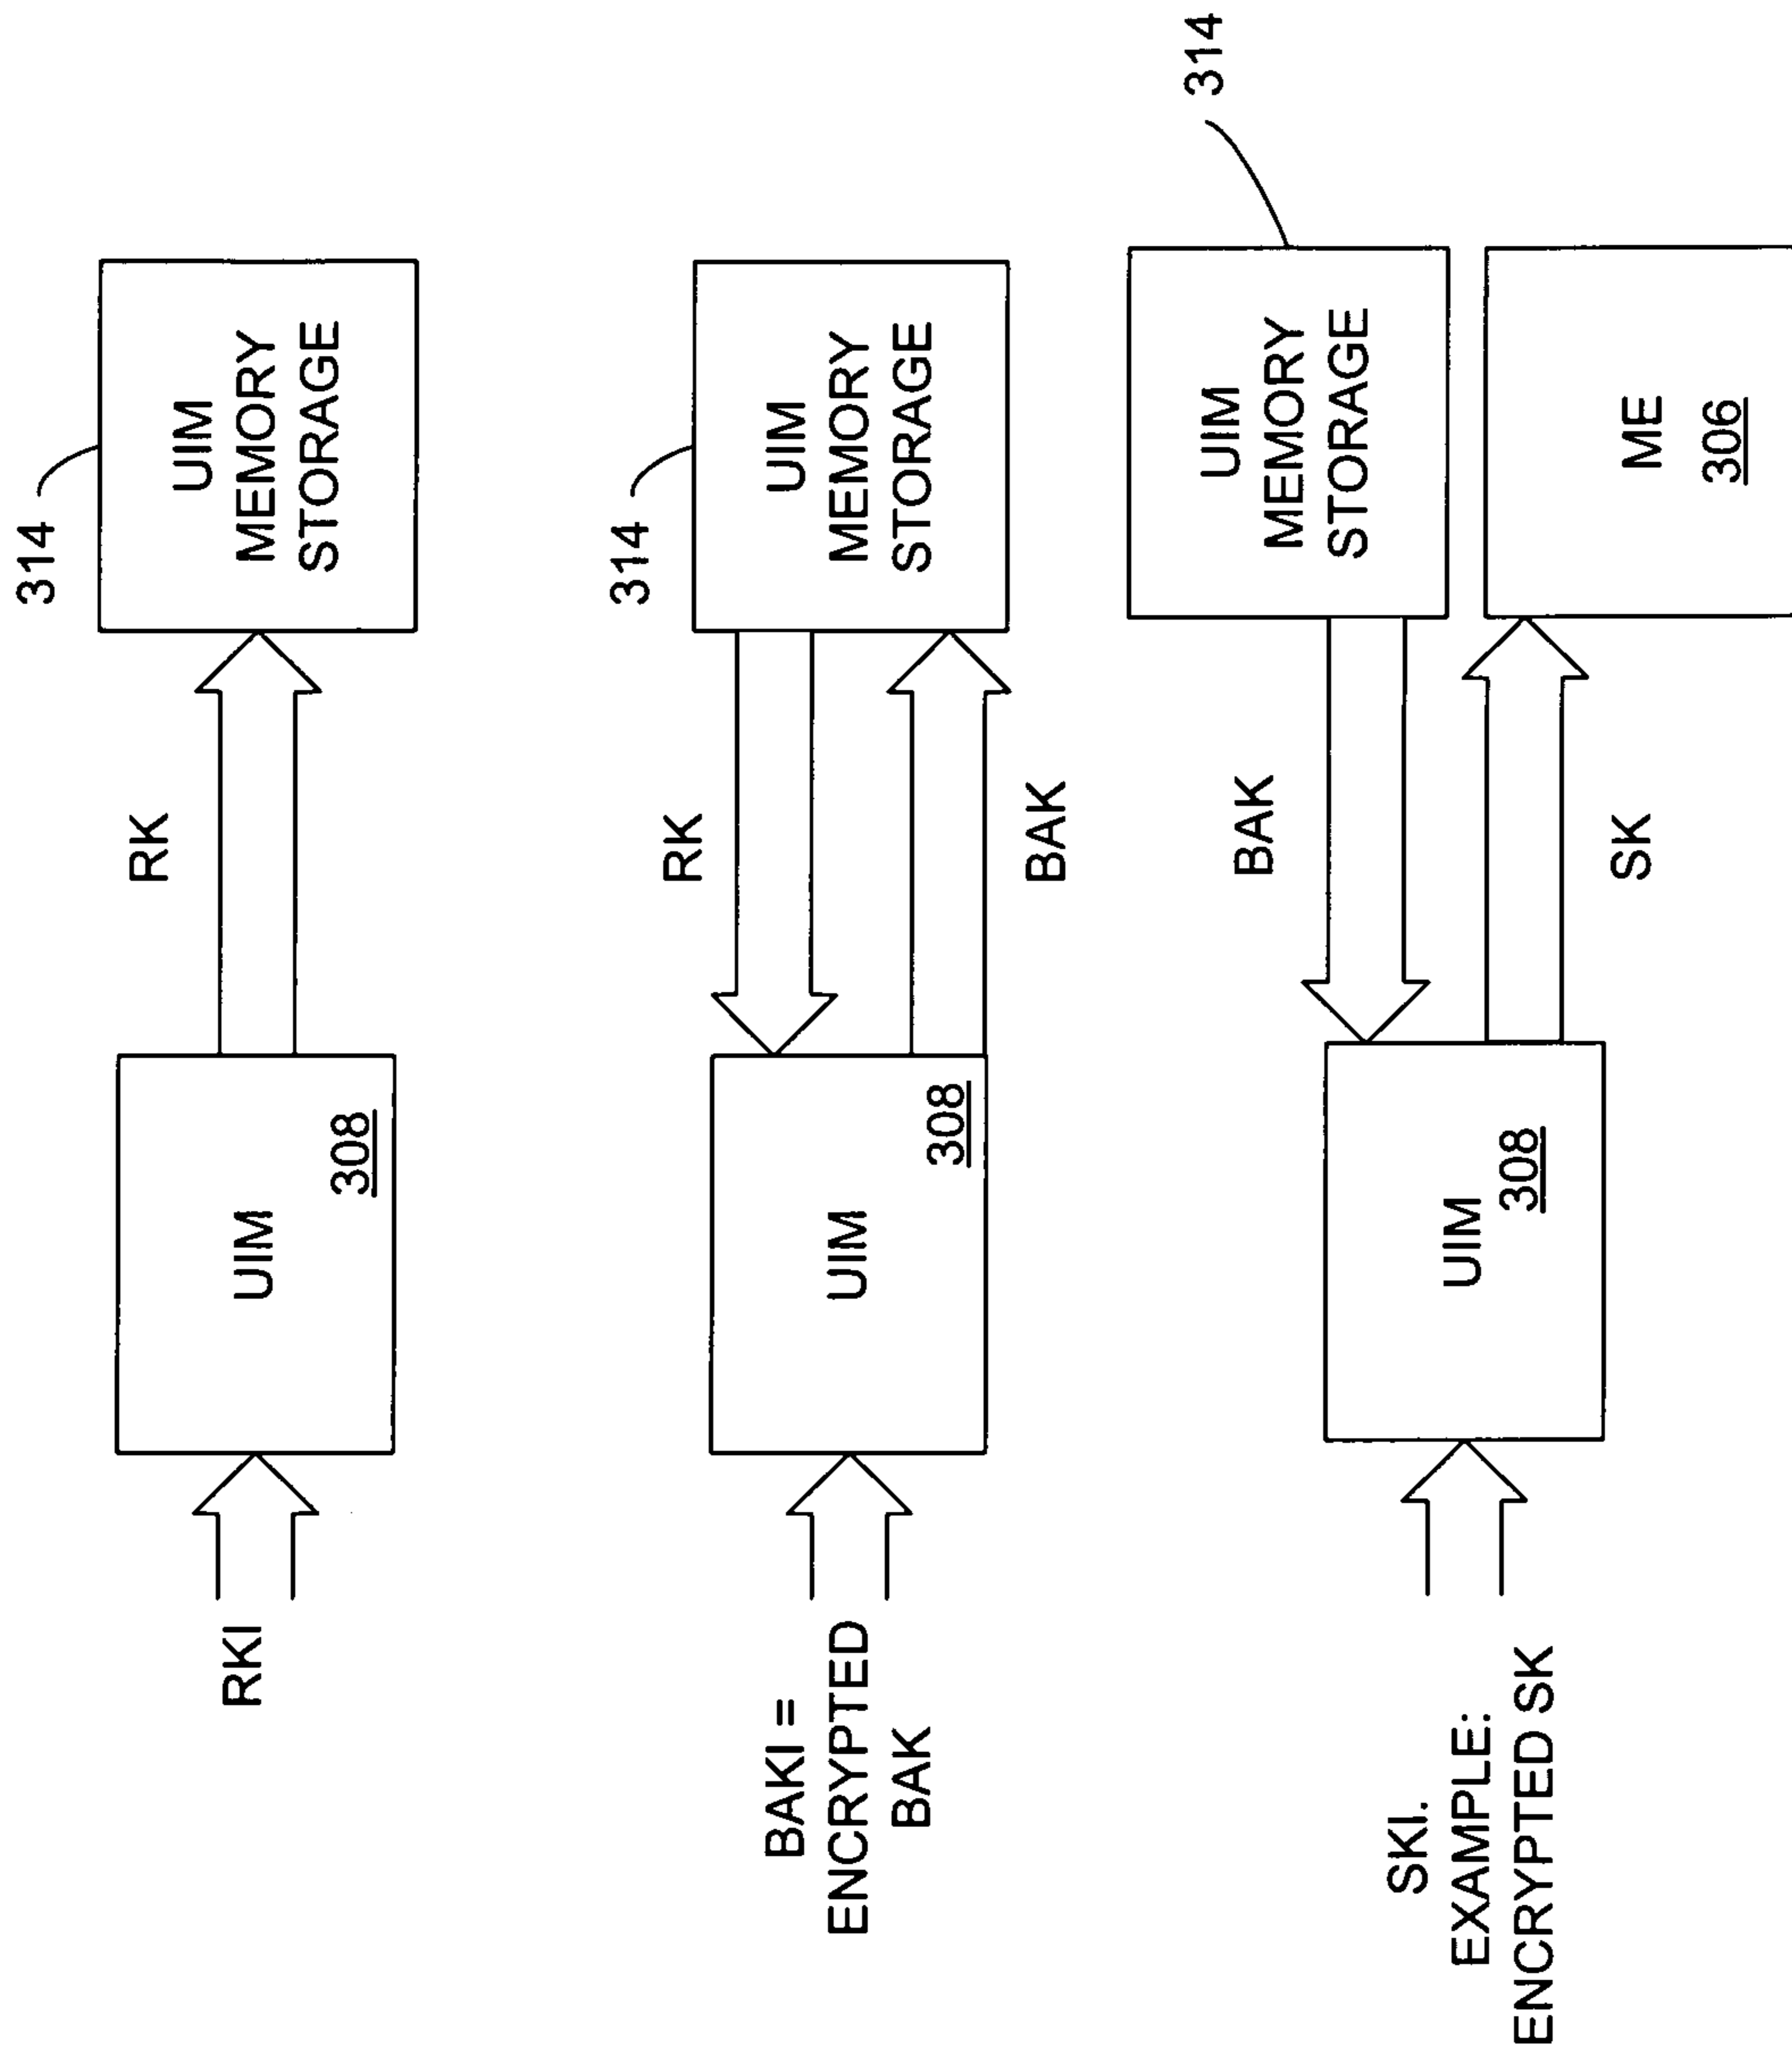 314
RK
UIM
MEMORY
STORAGE
RKI
UIM
308
314
RK
UIM
MEMORY
STORAGE
BAKI =
ENCRYPTED
BAK
UIM
308
BAK
314
BAK
UIM
MEMORY
STORAGE
SKI.
EXAMPLE:
ENCRYPTED SK
UIM
308
SK
ME
306